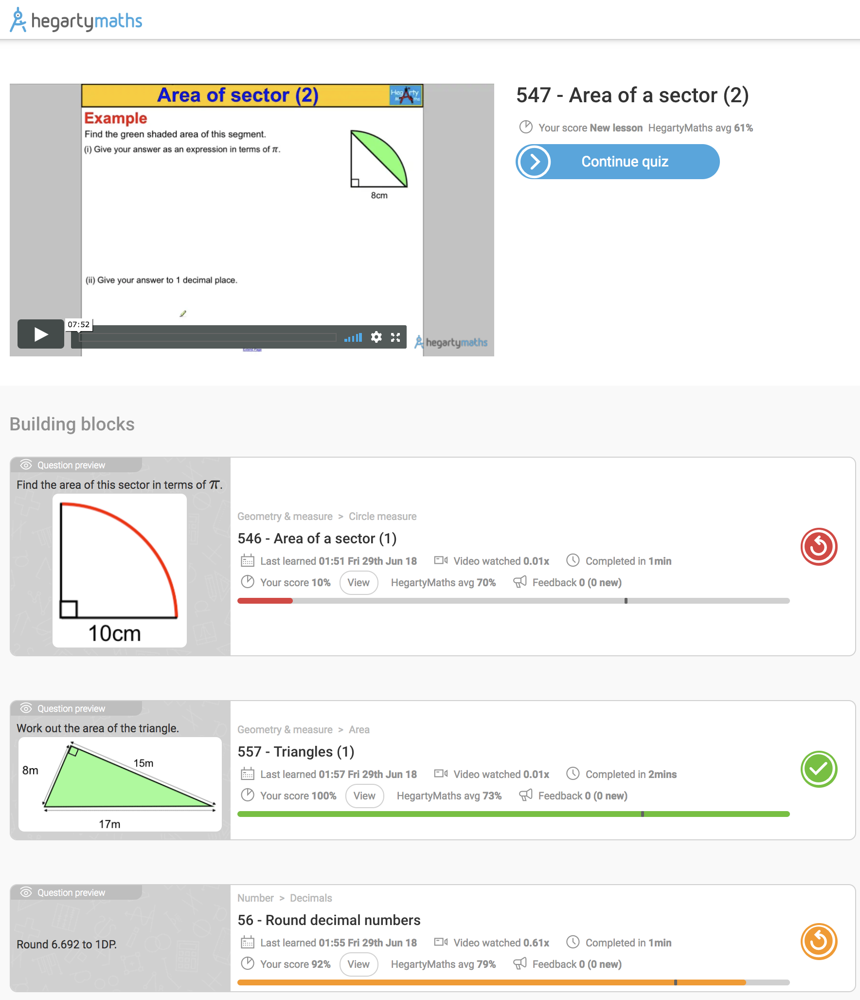 hegartymaths
Area of sector (2)
HegArty
Maths
Example
Find the green shaded area of this segment.
(i) Give your answer as an expression in terms of π.
8cm
(ii) Give your answer to 1 decimal place.
07:52
Extend Page
hegartymaths
547 - Area of a sector (2)
Your score New lesson HegartyMaths avg 61%
Continue quiz
Building blocks
Question preview
Find the area of this sector in terms of π.
10cm
Geometry & measure > Circle measure
546 - Area of a sector (1)
Last learned 01:51 Fri 29th Jun 18 Video watched 0.01x Completed in 1min
Your score 10% View HegartyMaths avg 70% Feedback 0 (0 new)
Question preview
Work out the area of the triangle.
8m
15m
17m
Geometry & measure > Area
557 - Triangles (1)
Last learned 01:57 Fri 29th Jun 18 Video watched 0.01x Completed in 2mins
Your score 100% View HegartyMaths avg 73% Feedback 0 (0 new)
Question preview
Round 6.692 to 1DP.
Number > Decimals
56 - Round decimal numbers
Last learned 01:55 Fri 29th Jun 18 Video watched 0.61x Completed in 1min
Your score 92% View HegartyMaths avg 79% Feedback 0 (0 new)